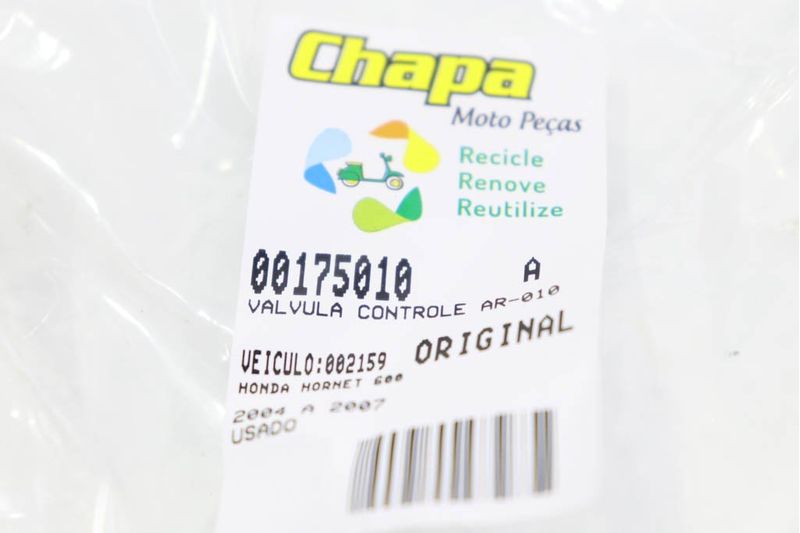 Chapa
Moto Peças
Recicle
Renove
Reutilize
00175010 A
VALVULA CONTROLE AR-010
VEICULO:002159 ORIGINAL
HONDA HORNET 600
2004 A 2007
USADO